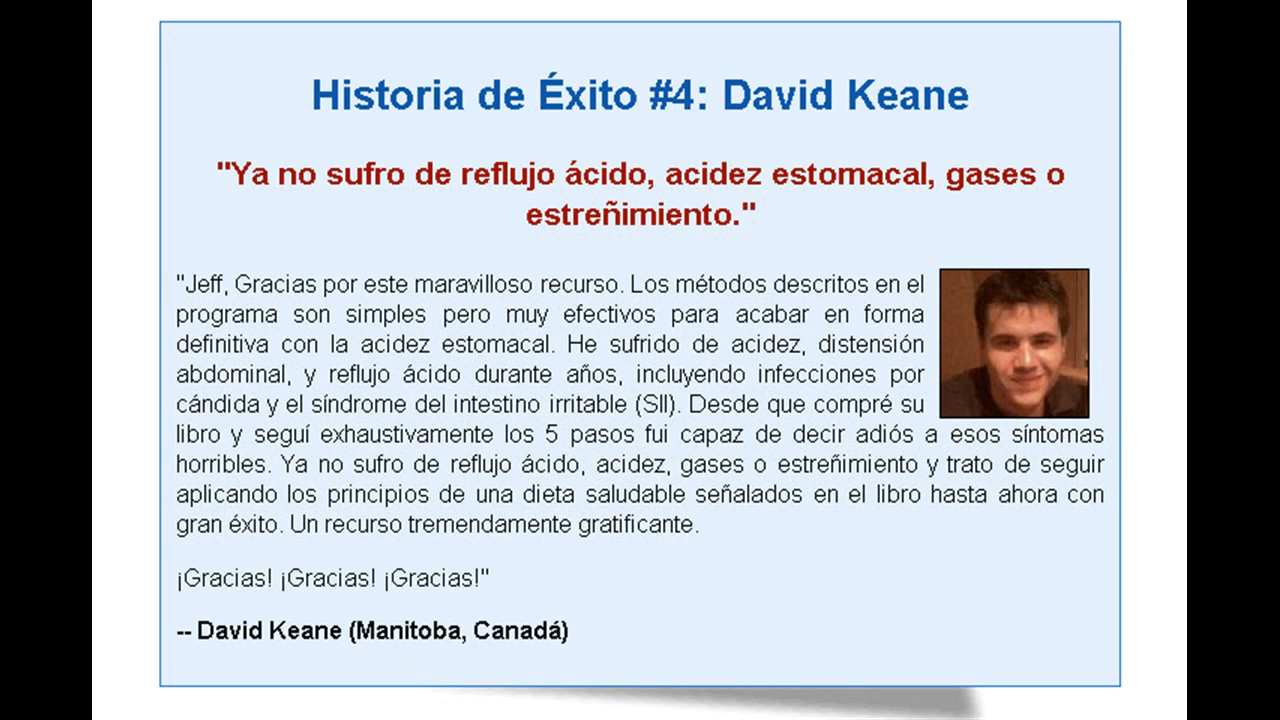 Historia de Éxito #4: David Keane
"Ya no sufro de reflujo ácido, acidez estomacal, gases o
estreñimiento."
"Jeff, Gracias por este maravilloso recurso. Los métodos descritos en el
programa son simples pero muy efectivos para acabar en forma
definitiva con la acidez estomacal. He sufrido de acidez, distensión
abdominal, y reflujo ácido durante años, incluyendo infecciones por
cándida y el síndrome del intestino irritable (SII). Desde que compré su
libro y seguí exhaustivamente los 5 pasos fui capaz de decir adiós a esos síntomas
horribles. Ya no sufro de reflujo ácido, acidez, gases o estreñimiento y trato de seguir
aplicando los principios de una dieta saludable señalados en el libro hasta ahora con
gran éxito. Un recurso tremendamente gratificante.
¡Gracias! ¡Gracias! ¡Gracias!"
-- David Keane (Manitoba, Canadá)